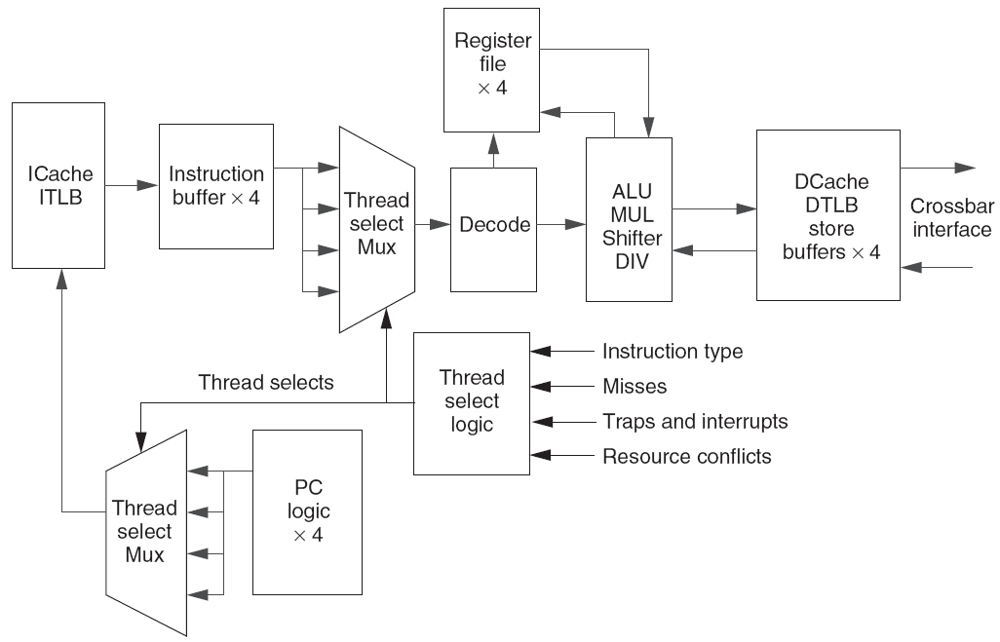 Register
file
× 4
ICache
ITLB
Instruction
buffer × 4
Thread
select
Mux
Decode
ALU
MUL
Shifter
DIV
DCache
DTLB
store
buffers × 4
Crossbar
interface
Thread selects
Thread
select
logic
Instruction type
Misses
Traps and interrupts
Resource conflicts
Thread
select
Mux
PC
logic
× 4